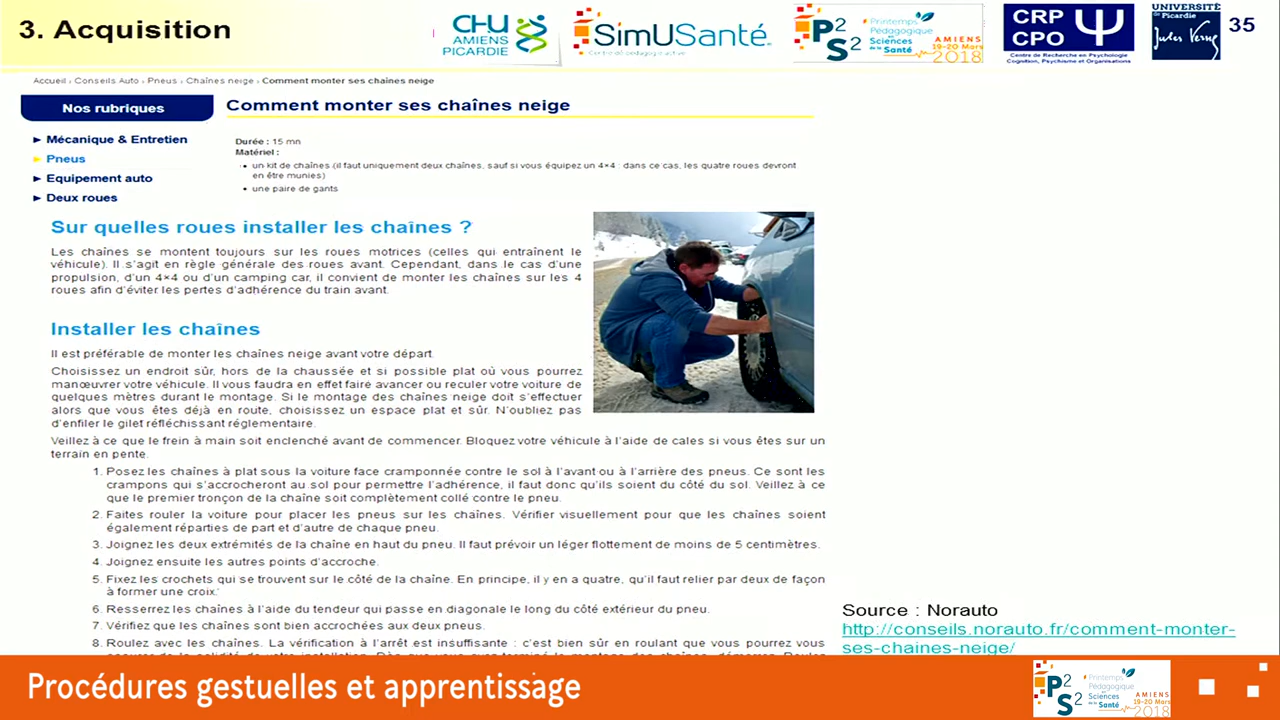 3. Acquisition
CHU
AMIENS
PICARDIE
SimUSanté
P2S2
Printemps
Pédagogique
Sciences
de la Santé
AMIENS
19-20 Mars
2018
CRP
CPO
Centre de Recherche en Psychologie
Cognition, Psychisme et Organisations
UNIVERSITÉ
de Picardie
Jules Verne
35
Accueil › Conseils Auto › Pneus › Chaînes neige › Comment monter ses chaînes neige
Nos rubriques
► Mécanique & Entretien
► Pneus
► Equipement auto
► Deux roues
Comment monter ses chaînes neige
Durée : 15 mn
Matériel :
• un kit de chaînes (il faut uniquement deux chaînes, sauf si vous équipez un 4×4 : dans ce cas, les quatre roues devront
en être munies)
• une paire de gants
Sur quelles roues installer les chaînes ?
Les chaînes se montent toujours sur les roues motrices (celles qui entraînent le
véhicule). Il s'agit en règle générale des roues avant. Cependant, dans le cas d'une
propulsion, d'un 4×4 ou d'un camping car, il convient de monter les chaînes sur les 4
roues afin d'éviter les pertes d'adhérence du train avant.
Installer les chaînes
Il est préférable de monter les chaînes neige avant votre départ.
Choisissez un endroit sûr, hors de la chaussée et si possible plat où vous pourrez
manœuvrer votre véhicule. Il vous faudra en effet faire avancer ou reculer votre voiture de
quelques mètres durant le montage. Si le montage des chaînes neige doit s'effectuer
alors que vous êtes déjà en route, choisissez un espace plat et sûr. N'oubliez pas
d'enfiler le gilet réfléchissant réglementaire.
Veillez à ce que le frein à main soit enclenché avant de commencer. Bloquez votre véhicule à l'aide de cales si vous êtes sur un
terrain en pente.
1. Posez les chaînes à plat sous la voiture face cramponnée contre le sol à l'avant ou à l'arrière des pneus. Ce sont les
crampons qui s'accrocheront au sol pour permettre l'adhérence, il faut donc qu'ils soient du côté du sol. Veillez à ce
que le premier tronçon de la chaîne soit complètement collé contre le pneu.
2. Faites rouler la voiture pour placer les pneus sur les chaînes. Vérifier visuellement pour que les chaînes soient
également réparties de part et d'autre de chaque pneu.
3. Joignez les deux extrémités de la chaîne en haut du pneu. Il faut prévoir un léger flottement de moins de 5 centimètres.
4. Joignez ensuite les autres points d'accroche.
5. Fixez les crochets qui se trouvent sur le côté de la chaîne. En principe, il y en a quatre, qu'il faut relier par deux de façon
à former une croix.
6. Resserrez les chaînes à l'aide du tendeur qui passe en diagonale le long du côté extérieur du pneu.
7. Vérifiez que les chaînes sont bien accrochées aux deux pneus.
8. Roulez avec les chaînes. La vérification à l'arrêt est insuffisante : c'est bien sûr en roulant que vous pourrez vous
Source : Norauto
http://conseils.norauto.fr/comment-monter-
ses-chaines-neige/
Procédures gestuelles et apprentissage
P2S2
Printemps
Pédagogique
Sciences
de la Santé
AMIENS
19-20 Mars
2018